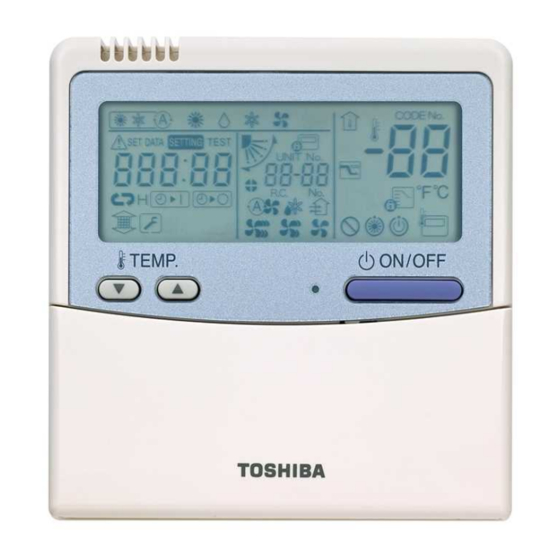 CODE No.
SET DATA SETTING TEST
UNIT No.
-88
888:88
88-88
R.C. No.
H
°F°C
TEMP.
ON/OFF
TOSHIBA